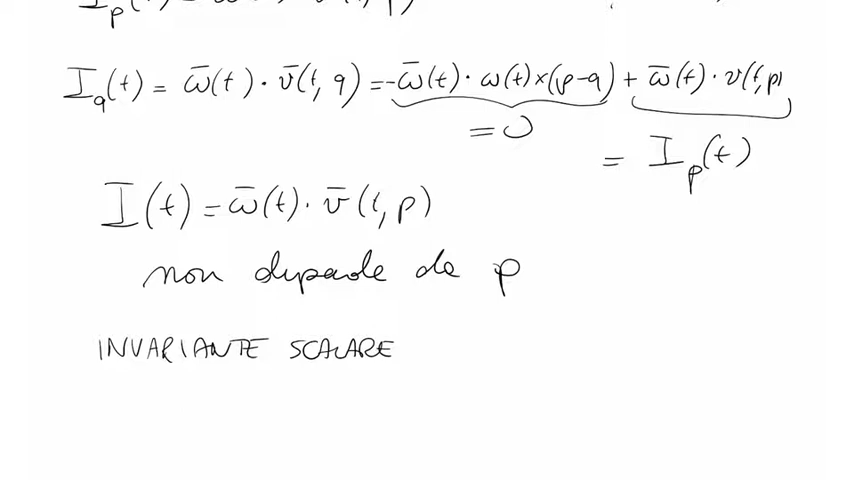 I_q(t) = ω̄(t) · v̄(t, q) = -ω̄(t) · ω(t)×(p-q) + ω̄(t) · v(t, p)
= 0
= I_p(t)
I(t) = ω̄(t) · v̄(t, p)
non dipende da p
INVARIANTE SCALARE